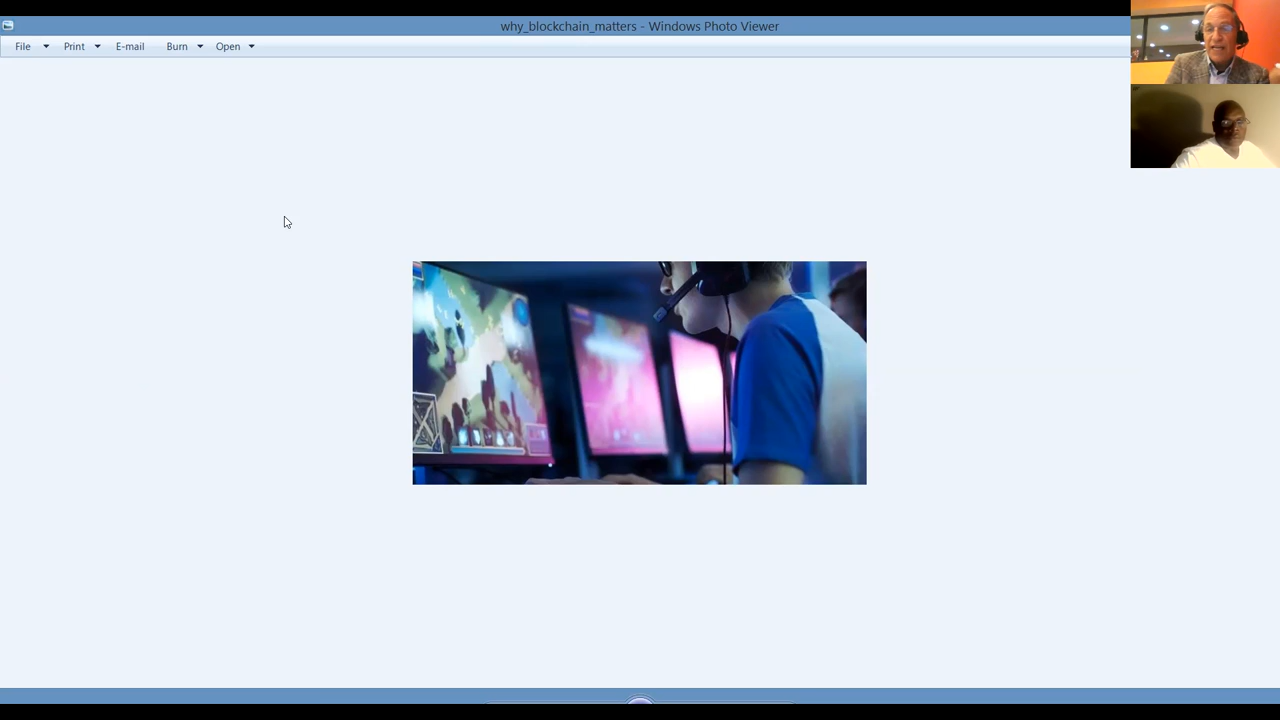 why_blockchain_matters - Windows Photo Viewer
File Print E-mail Burn Open